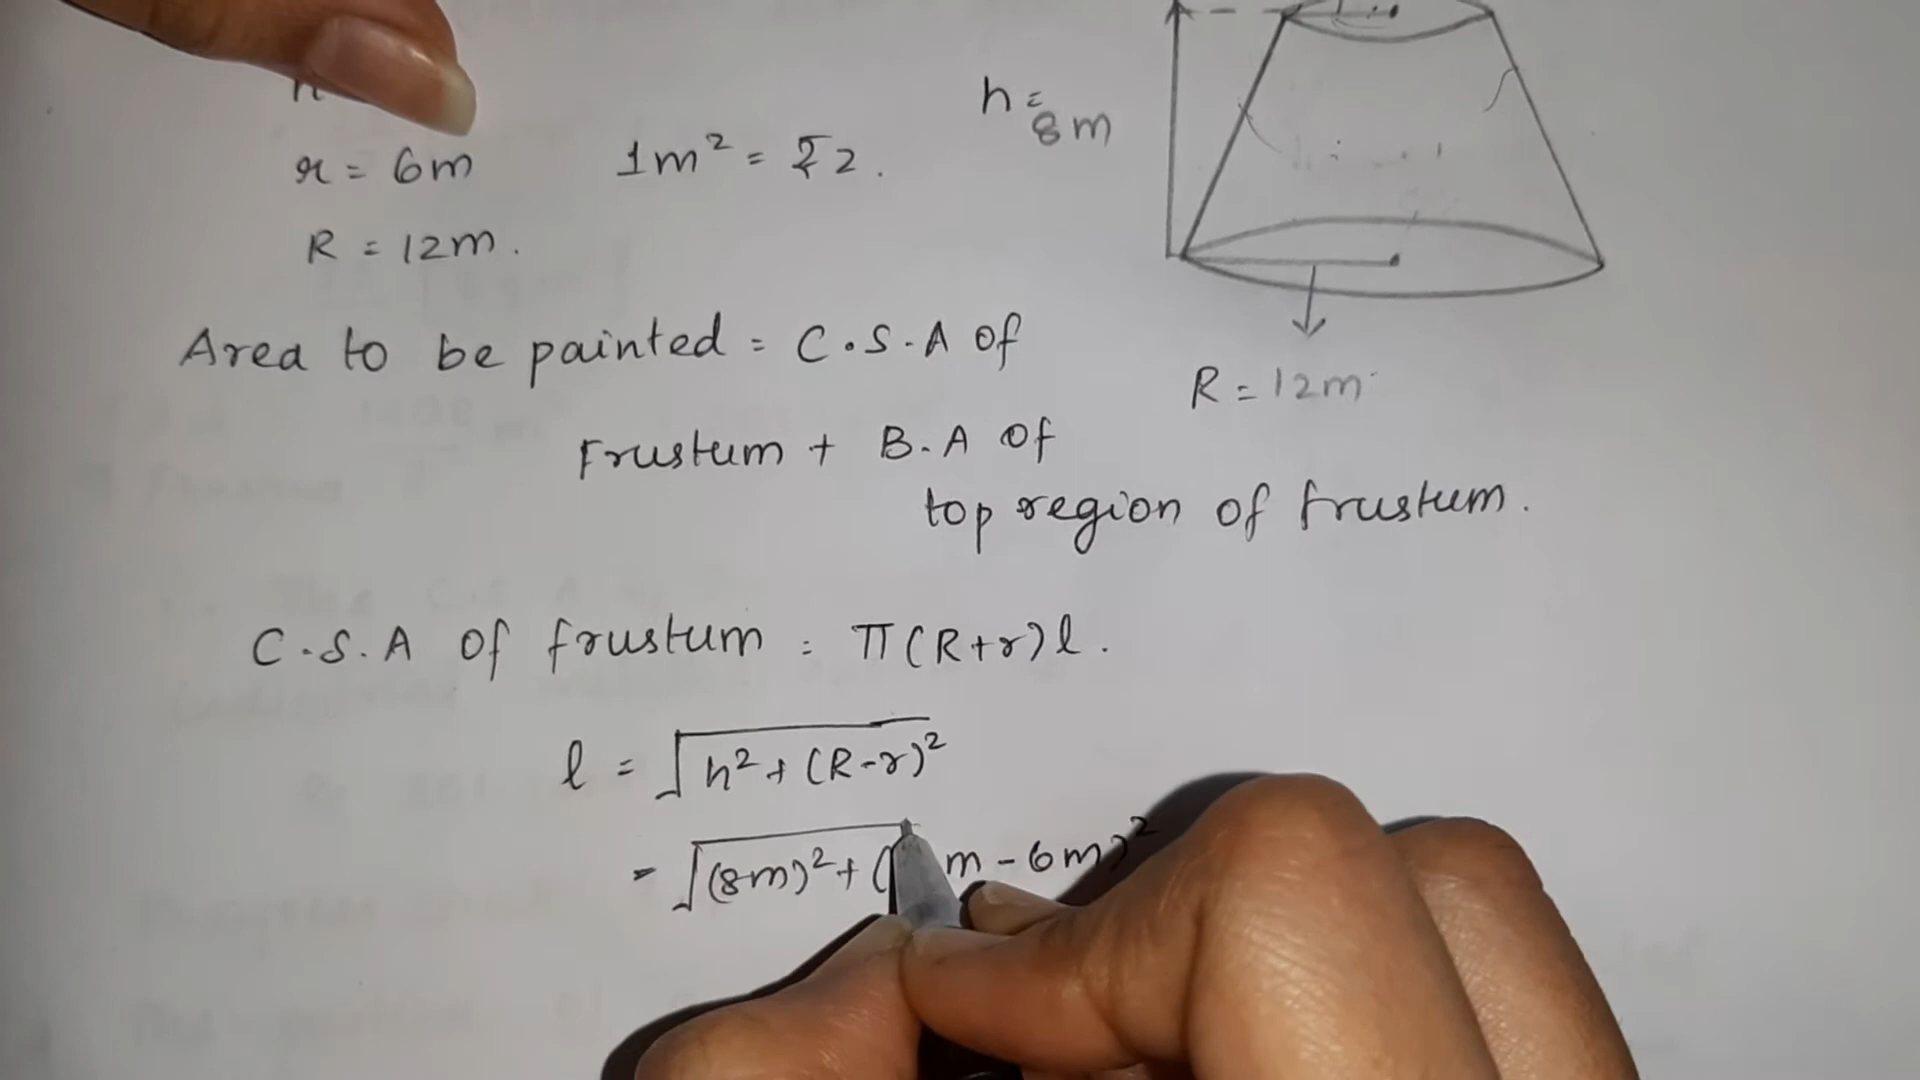 r = 6m
1m² = ₹2.
h = 8m
R = 12m.
Area to be painted = C.S.A of
R = 12m
Frustum + B.A of
top region of frustum.
C.S.A of frustum = π(R+r)l.
l = √h²+(R-r)²
= √(8m)²+( m-6m)²